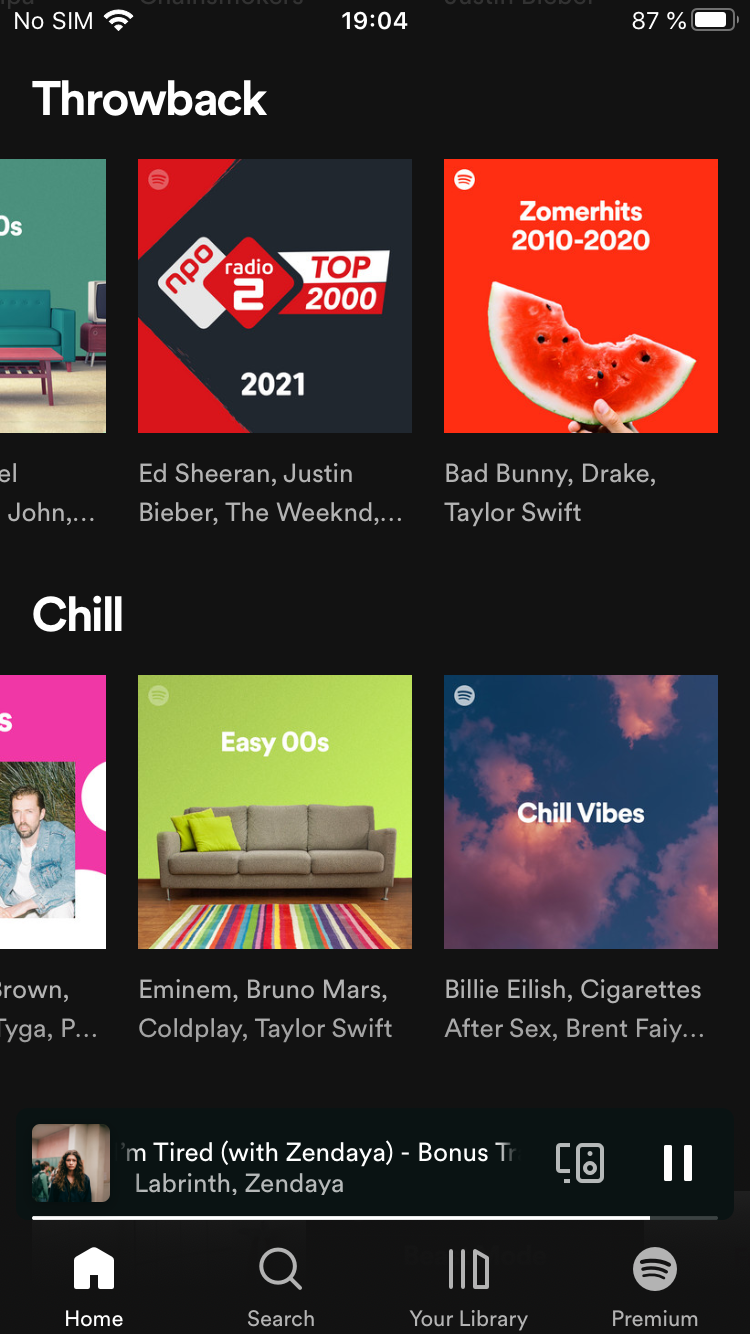 No SIM 19:04 87 %
Throwback
0s
npo radio 2 TOP 2000
2021
Zomerhits
2010-2020
el
John,...
Ed Sheeran, Justin
Bieber, The Weeknd,...
Bad Bunny, Drake,
Taylor Swift
Chill
s
Easy 00s
Chill Vibes
Brown,
Tyga, P...
Eminem, Bruno Mars,
Coldplay, Taylor Swift
Billie Eilish, Cigarettes
After Sex, Brent Faiy...
'm Tired (with Zendaya) - Bonus Tr
Labrinth, Zendaya
Home
Search
Your Library
Premium